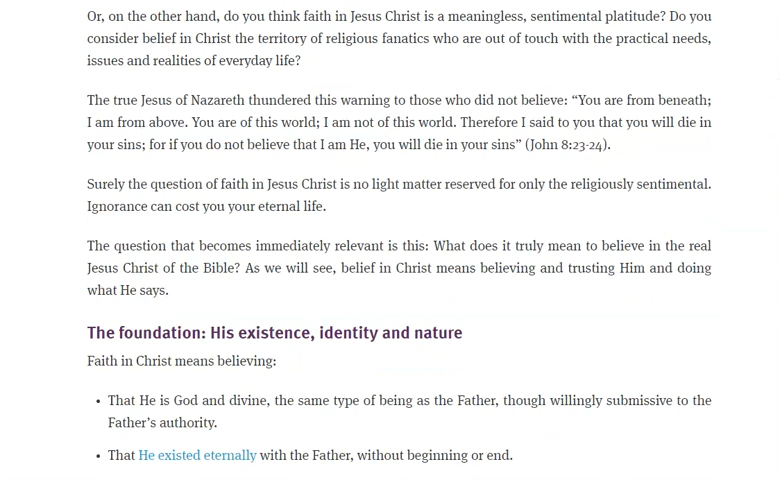 Or, on the other hand, do you think faith in Jesus Christ is a meaningless, sentimental platitude? Do you
consider belief in Christ the territory of religious fanatics who are out of touch with the practical needs,
issues and realities of everyday life?
The true Jesus of Nazareth thundered this warning to those who did not believe: “You are from beneath;
I am from above. You are of this world; I am not of this world. Therefore I said to you that you will die in
your sins; for if you do not believe that I am He, you will die in your sins” (John 8:23-24).
Surely the question of faith in Jesus Christ is no light matter reserved for only the religiously sentimental.
Ignorance can cost you your eternal life.
The question that becomes immediately relevant is this: What does it truly mean to believe in the real
Jesus Christ of the Bible? As we will see, belief in Christ means believing and trusting Him and doing
what He says.
The foundation: His existence, identity and nature
Faith in Christ means believing:
• That He is God and divine, the same type of being as the Father, though willingly submissive to the
Father’s authority.
• That He existed eternally with the Father, without beginning or end.